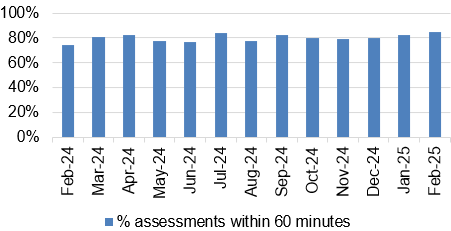 100%
80%
60%
40%
20%
0%
Feb-24
Mar-24
Apr-24
May-24
Jun-24
Jul-24
Aug-24
Sep-24
Oct-24
Nov-24
Dec-24
Jan-25
Feb-25
% assessments within 60 minutes